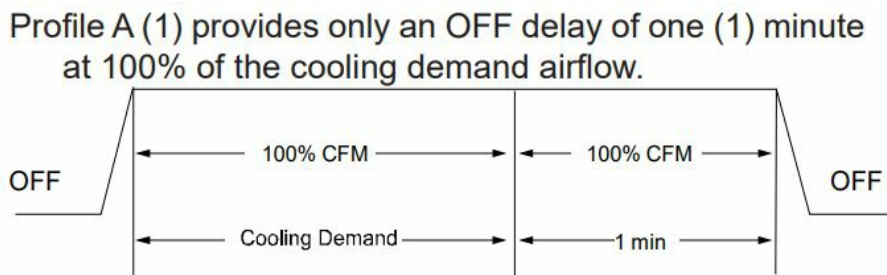 Profile A (1) provides only an OFF delay of one (1) minute
at 100% of the cooling demand airflow.
100% CFM 100% CFM
OFF OFF
Cooling Demand 1 min